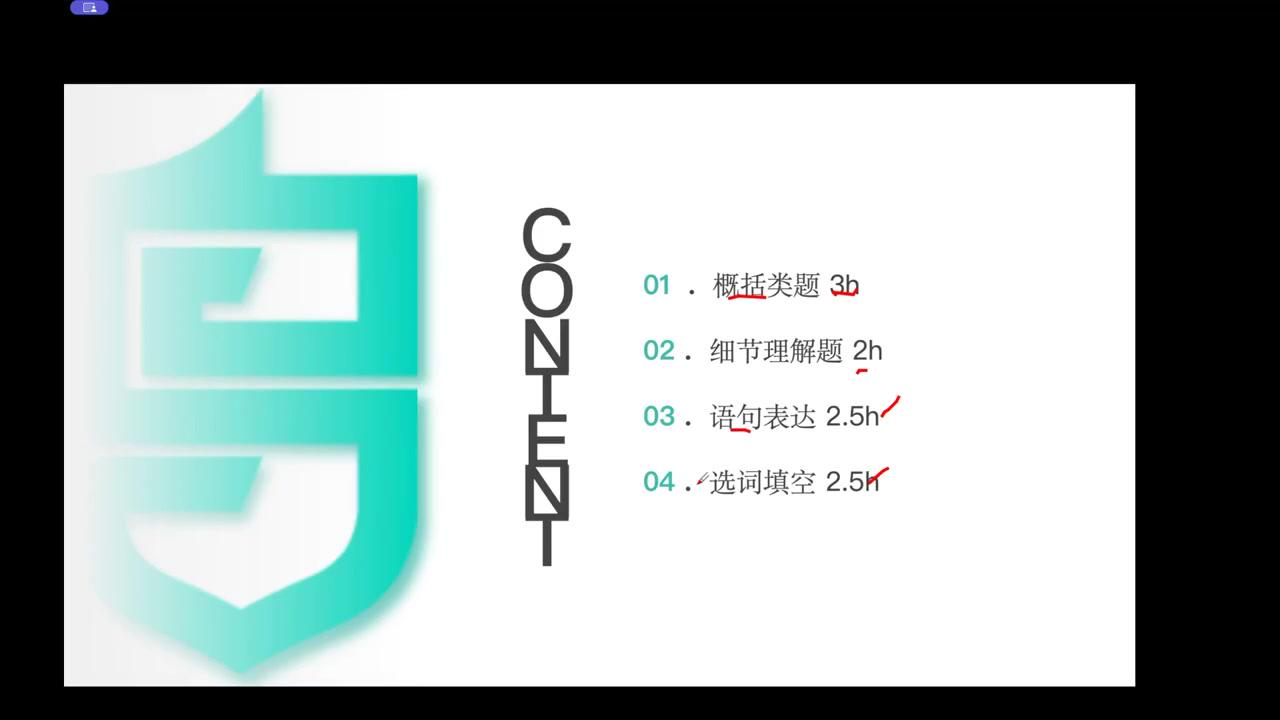 CONTENT
01 . 概括类题 3h
02 . 细节理解题 2h
03 . 语句表达 2.5h
04 . 选词填空 2.5h